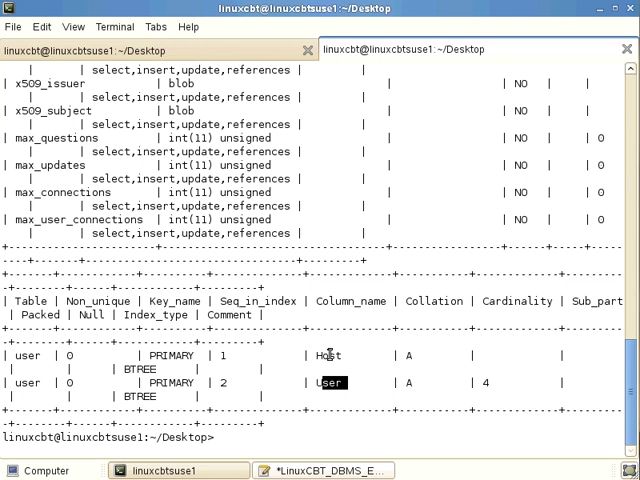 linuxcbt@linuxcbtsuse1:~/Desktop
File Edit View Terminal Tabs Help
linuxcbt@linuxcbtsuse1:~/Desktop linuxcbt@linuxcbtsuse1:~/Desktop
| | select,insert,update,references | |
| x509_issuer | blob | | NO | |
| | select,insert,update,references | |
| x509_subject | blob | | NO | |
| | select,insert,update,references | |
| max_questions | int(11) unsigned | | NO | | 0
| | select,insert,update,references | |
| max_updates | int(11) unsigned | | NO | | 0
| | select,insert,update,references | |
| max_connections | int(11) unsigned | | NO | | 0
| | select,insert,update,references | |
| max_user_connections | int(11) unsigned | | NO | | 0
| | select,insert,update,references | |
| Table | Non_unique | Key_name | Seq_in_index | Column_name | Collation | Cardinality | Sub_part
| Packed | Null | Index_type | Comment |
| user | 0 | PRIMARY | 1 | Host | A | |
| | | BTREE | |
| user | 0 | PRIMARY | 2 | User | A | 4 |
| | | BTREE | |
linuxcbt@linuxcbtsuse1:~/Desktop>
Computer linuxcbtsuse1 *LinuxCBT_DBMS_E...